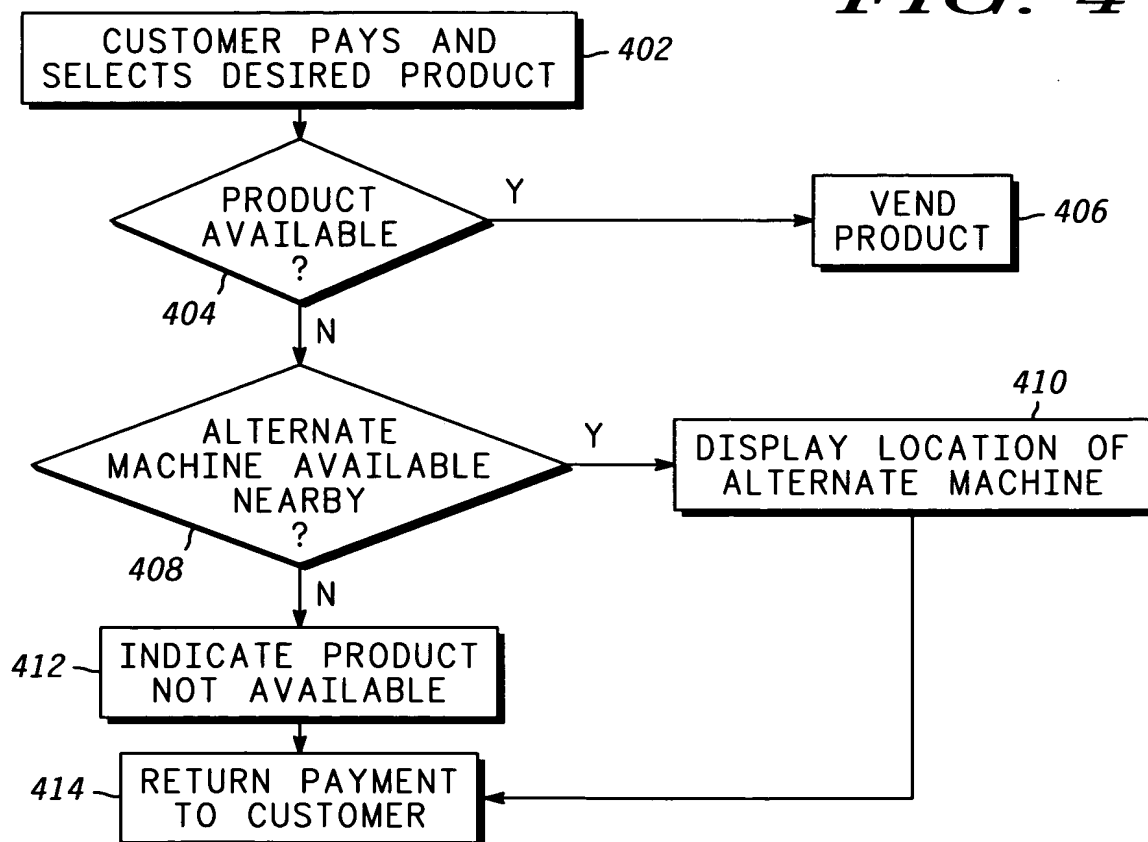 FIG. 4
CUSTOMER PAYS AND
SELECTS DESIRED PRODUCT
402
PRODUCT
AVAILABLE
?
404
Y
VEND
PRODUCT
406
N
ALTERNATE
MACHINE AVAILABLE
NEARBY
?
408
Y
410
DISPLAY LOCATION OF
ALTERNATE MACHINE
N
412
INDICATE PRODUCT
NOT AVAILABLE
414
RETURN PAYMENT
TO CUSTOMER